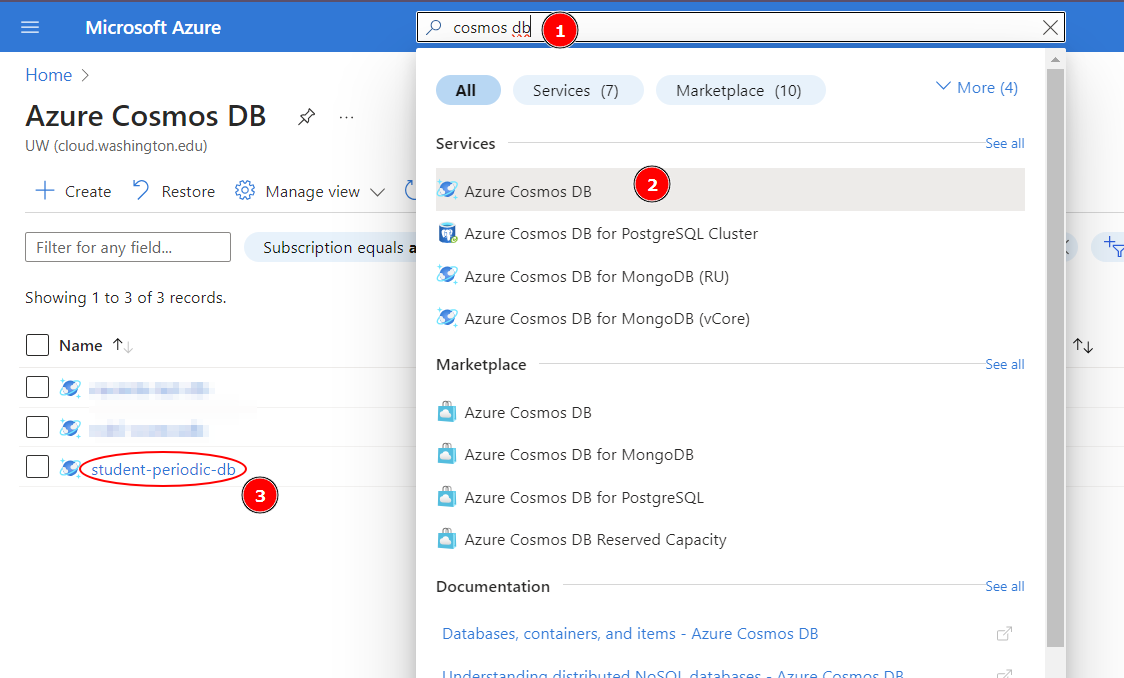 Microsoft Azure
cosmos db
1
Home
Azure Cosmos DB
...
UW (cloud.washington.edu)
Create
Restore
Manage view
Filter for any field...
Subscription equals a
Showing 1 to 3 of 3 records.
Name
student-periodic-db
3
All
Services (7)
Marketplace (10)
More (4)
Services
See all
Azure Cosmos DB
2
Azure Cosmos DB for PostgreSQL Cluster
Azure Cosmos DB for MongoDB (RU)
Azure Cosmos DB for MongoDB (vCore)
Marketplace
See all
Azure Cosmos DB
Azure Cosmos DB for MongoDB
Azure Cosmos DB for PostgreSQL
Azure Cosmos DB Reserved Capacity
Documentation
See all
Databases, containers, and items - Azure Cosmos DB
Understanding distributed NoSQL databases - Azure Cosmos DB